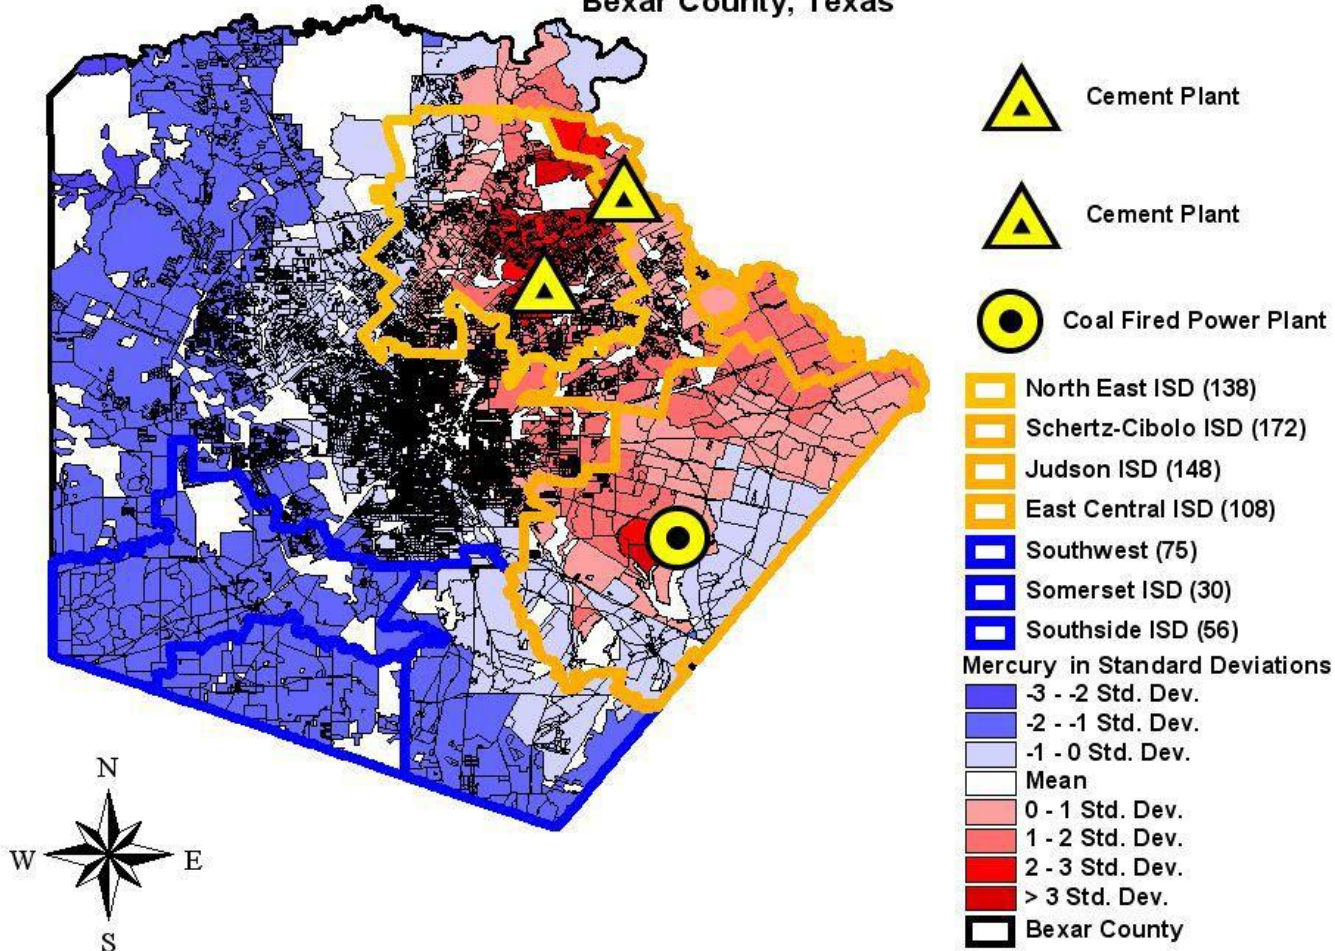 Bexar County, Texas
Cement Plant
Cement Plant
Coal Fired Power Plant
North East ISD (138)
Schertz-Cibolo ISD (172)
Judson ISD (148)
East Central ISD (108)
Southwest (75)
Somerset ISD (30)
Southside ISD (56)
Mercury in Standard Deviations
-3 - -2 Std. Dev.
-2 - -1 Std. Dev.
-1 - 0 Std. Dev.
Mean
0 - 1 Std. Dev.
1 - 2 Std. Dev.
2 - 3 Std. Dev.
> 3 Std. Dev.
Bexar County
N
W E
S